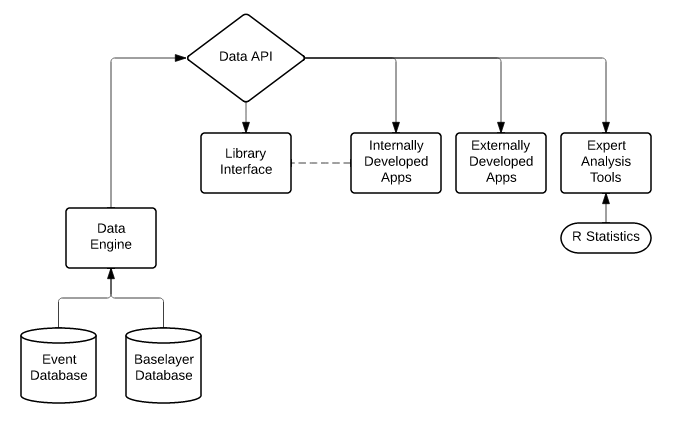 Data API
Library
Interface
Internally
Developed
Apps
Externally
Developed
Apps
Expert
Analysis
Tools
Data
Engine
R Statistics
Event
Database
Baselayer
Database